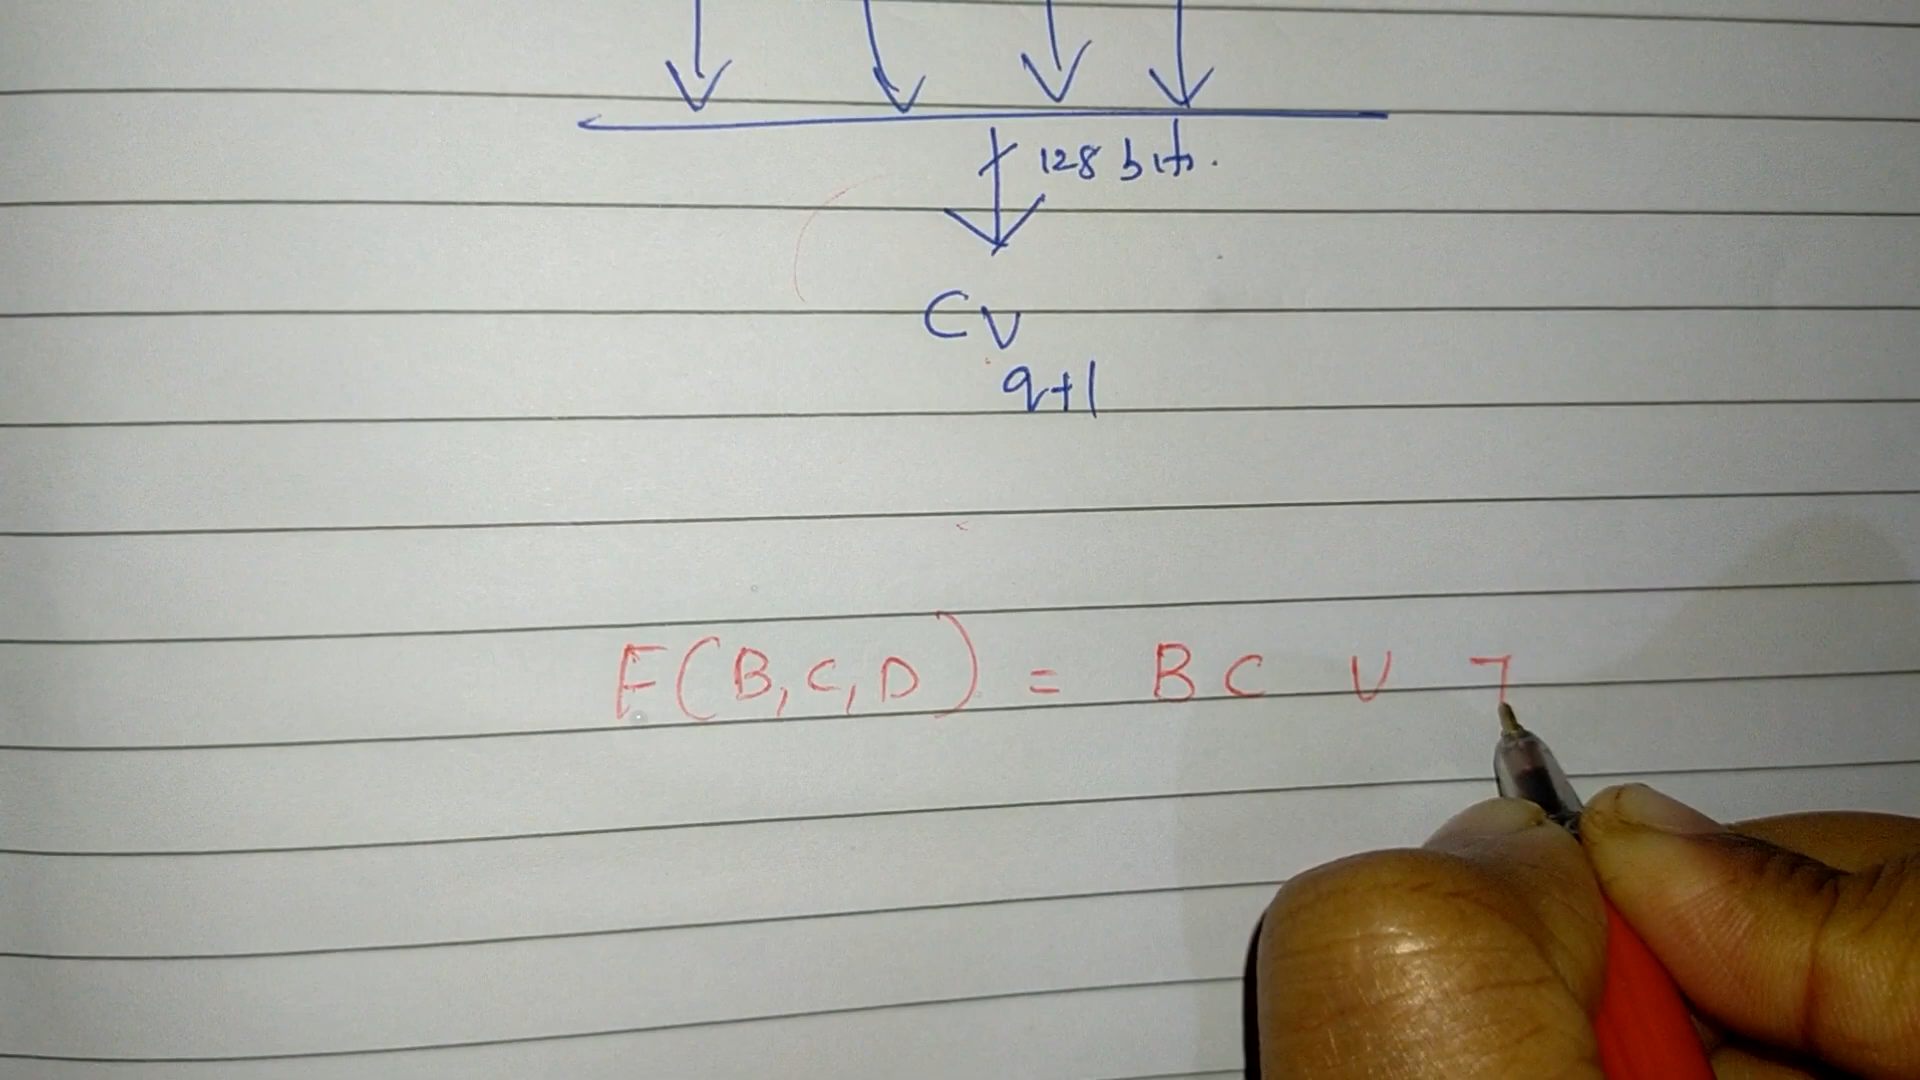 128 bits.
CV
q+1
F(B,C,D) = BC V ¬